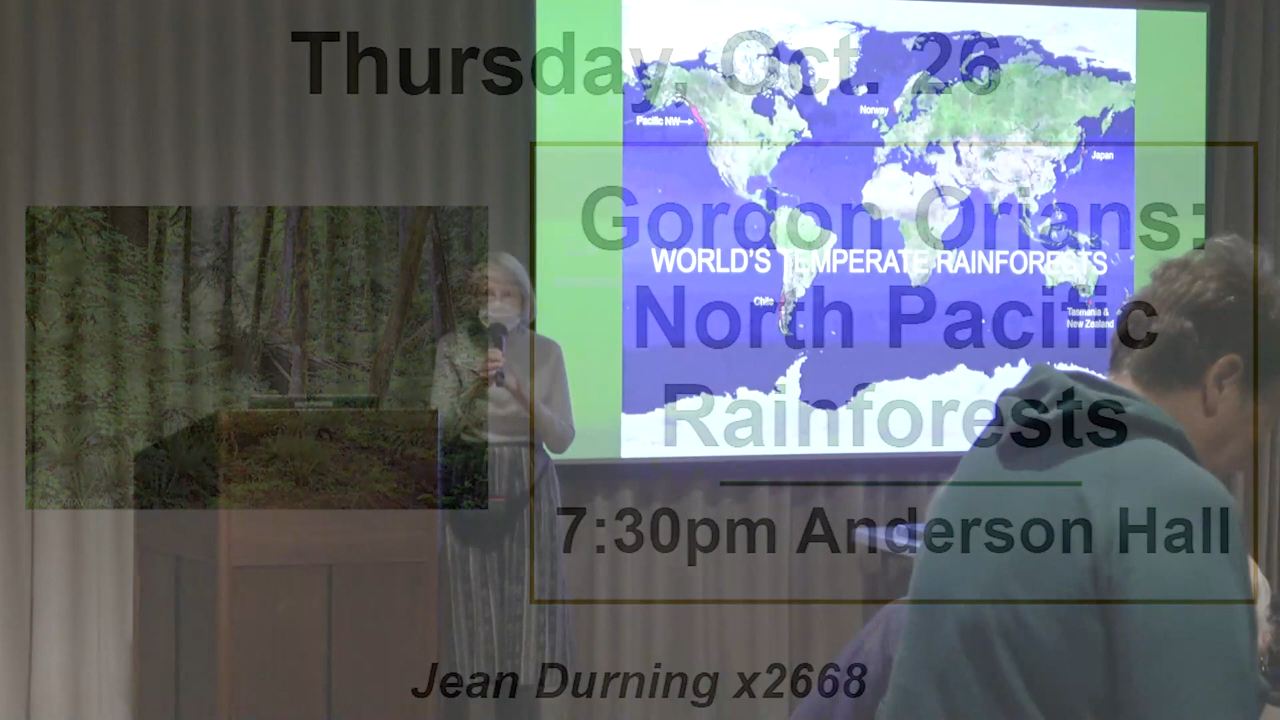 Thursday, Oct. 26
Pacific NW
Norway
Japan
Gordon Orians:
WORLD'S TEMPERATE RAINFORESTS
Chile
North Pacific
Tasmania &
New Zealand
Rainforests
7:30pm Anderson Hall
Jean Durning x2668